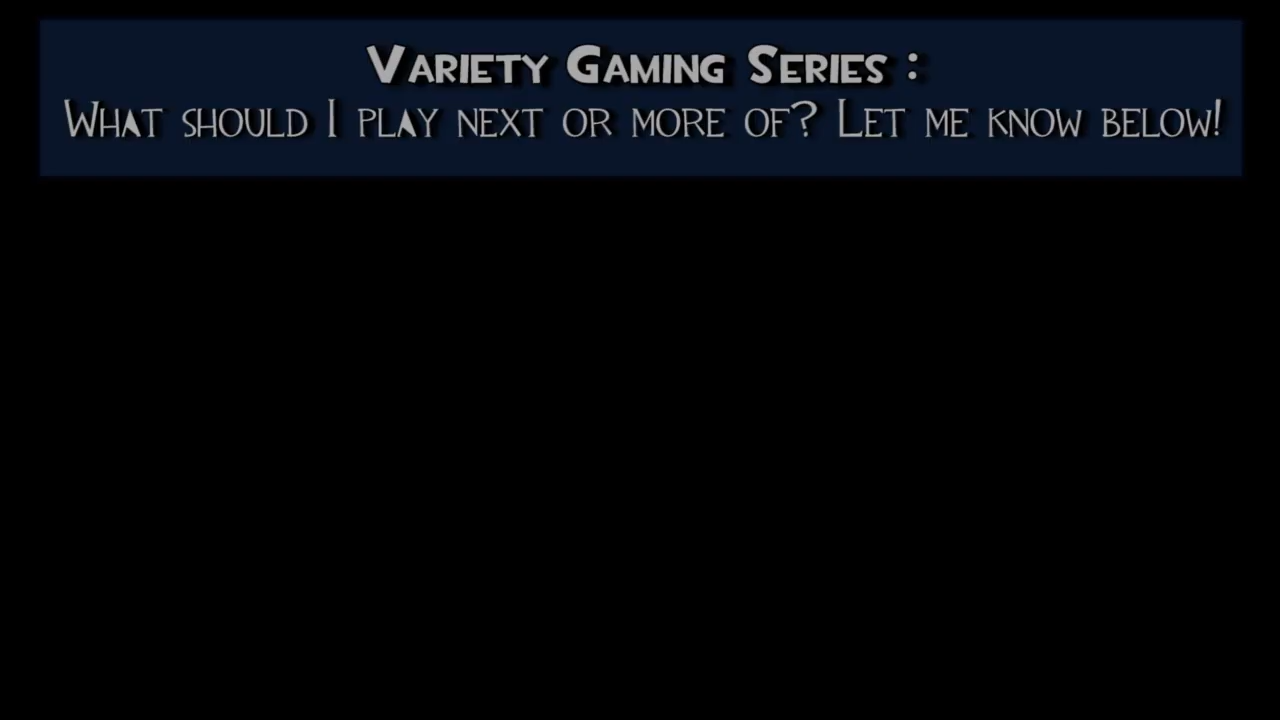 Variety Gaming Series :
What should I play next or more of? Let me know below!